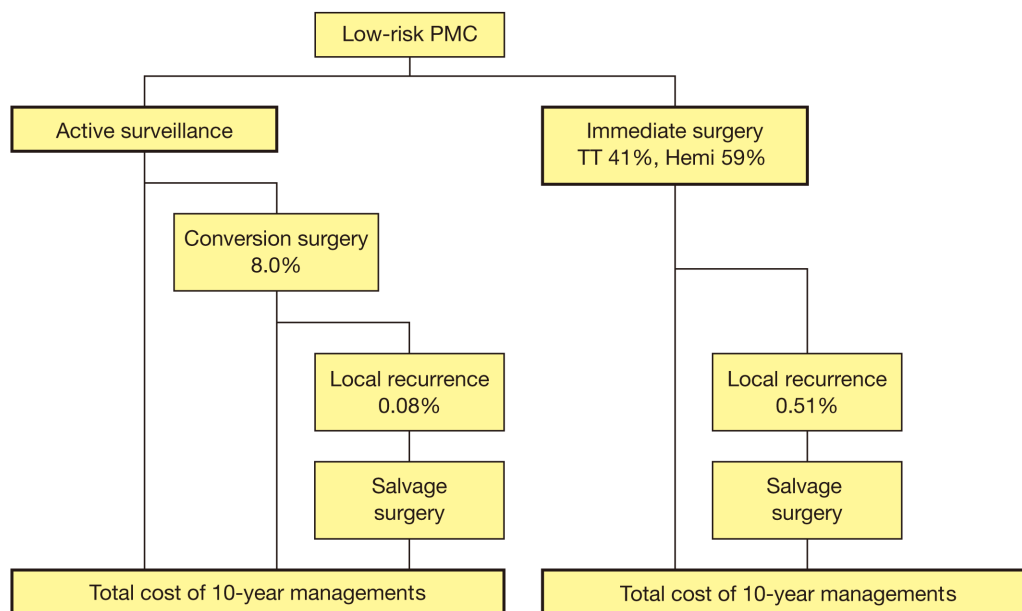 Low-risk PMC
Active surveillance
Immediate surgery
TT 41%, Hemi 59%
Conversion surgery
8.0%
Local recurrence
0.08%
Local recurrence
0.51%
Salvage
surgery
Salvage
surgery
Total cost of 10-year managements
Total cost of 10-year managements